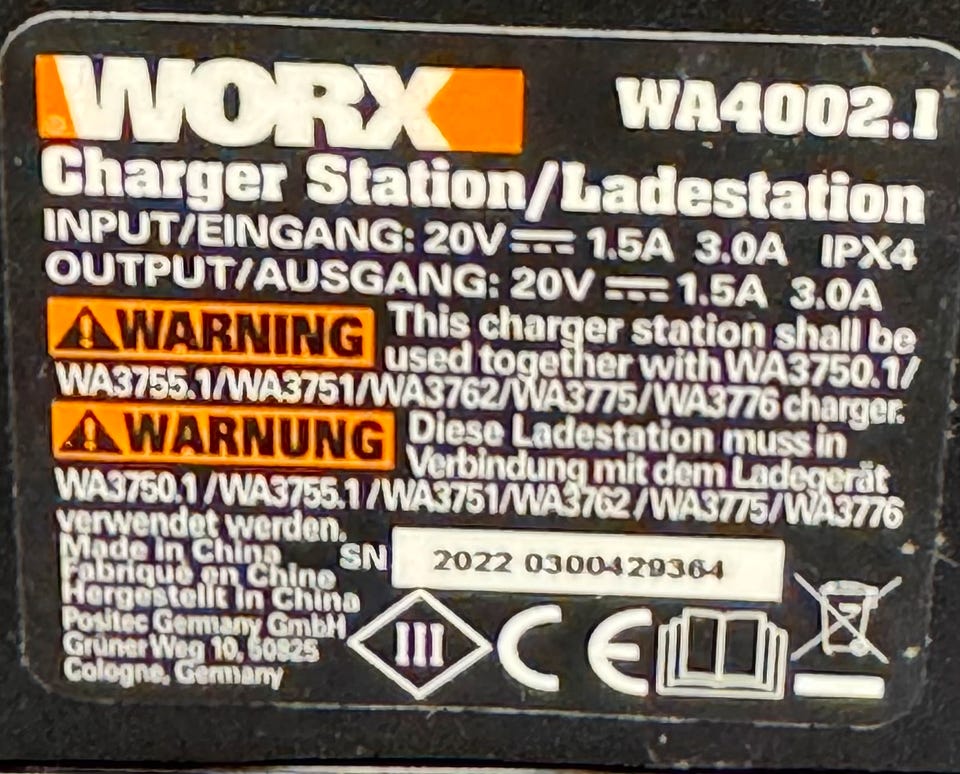 WORX WA4002.1
Charger Station/Ladestation
INPUT/EINGANG: 20V⎓ 1.5A 3.0A IPX4
OUTPUT/AUSGANG: 20V⎓ 1.5A 3.0A
WARNING This charger station shall be
used together with WA3750.1/
WA3755.1/WA3751/WA3762/WA3775/WA3776 charger.
WARNUNG Diese Ladestation muss in
Verbindung mit dem Ladegerät
WA3750.1/WA3755.1/WA3751/WA3762/WA3775/WA3776
verwendet werden.
Made in China
Fabriqué en Chine
Hergestellt in China
SN 2022 0300429364
Positec Germany GmbH
Grüner Weg 10, 50825
Cologne, Germany
III CE